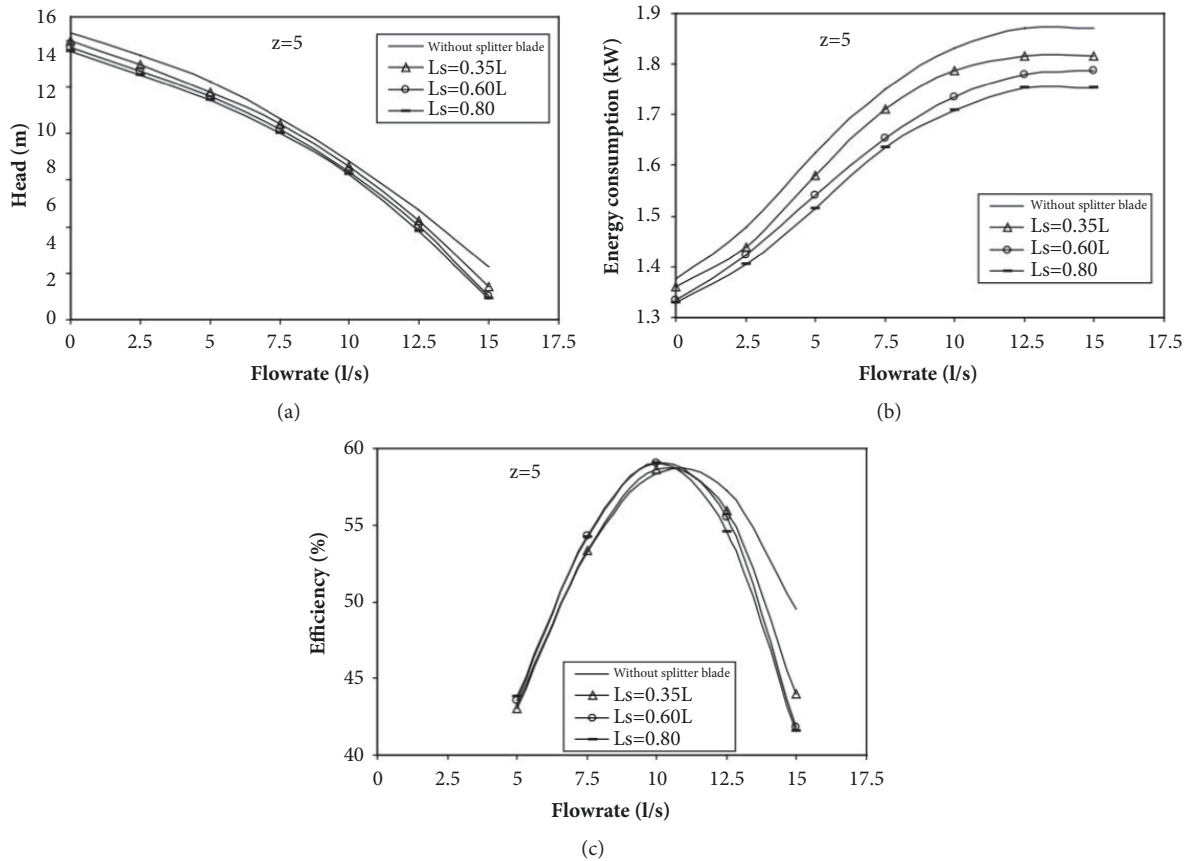 16
14
12
10
8
6
4
2
0
Head (m)
z=5
Without splitter blade
Ls=0.35L
Ls=0.60L
Ls=0.80
0 2.5 5 7.5 10 12.5 15 17.5
Flowrate (l/s)
(a)
1.9
1.8
1.7
1.6
1.5
1.4
1.3
Energy consumption (kW)
z=5
Without splitter blade
Ls=0.35L
Ls=0.60L
Ls=0.80
0 2.5 5 7.5 10 12.5 15 17.5
Flowrate (l/s)
(b)
60
55
50
45
40
Efficiency (%)
z=5
Without splitter blade
Ls=0.35L
Ls=0.60L
Ls=0.80
0 2.5 5 7.5 10 12.5 15 17.5
Flowrate (l/s)
(c)